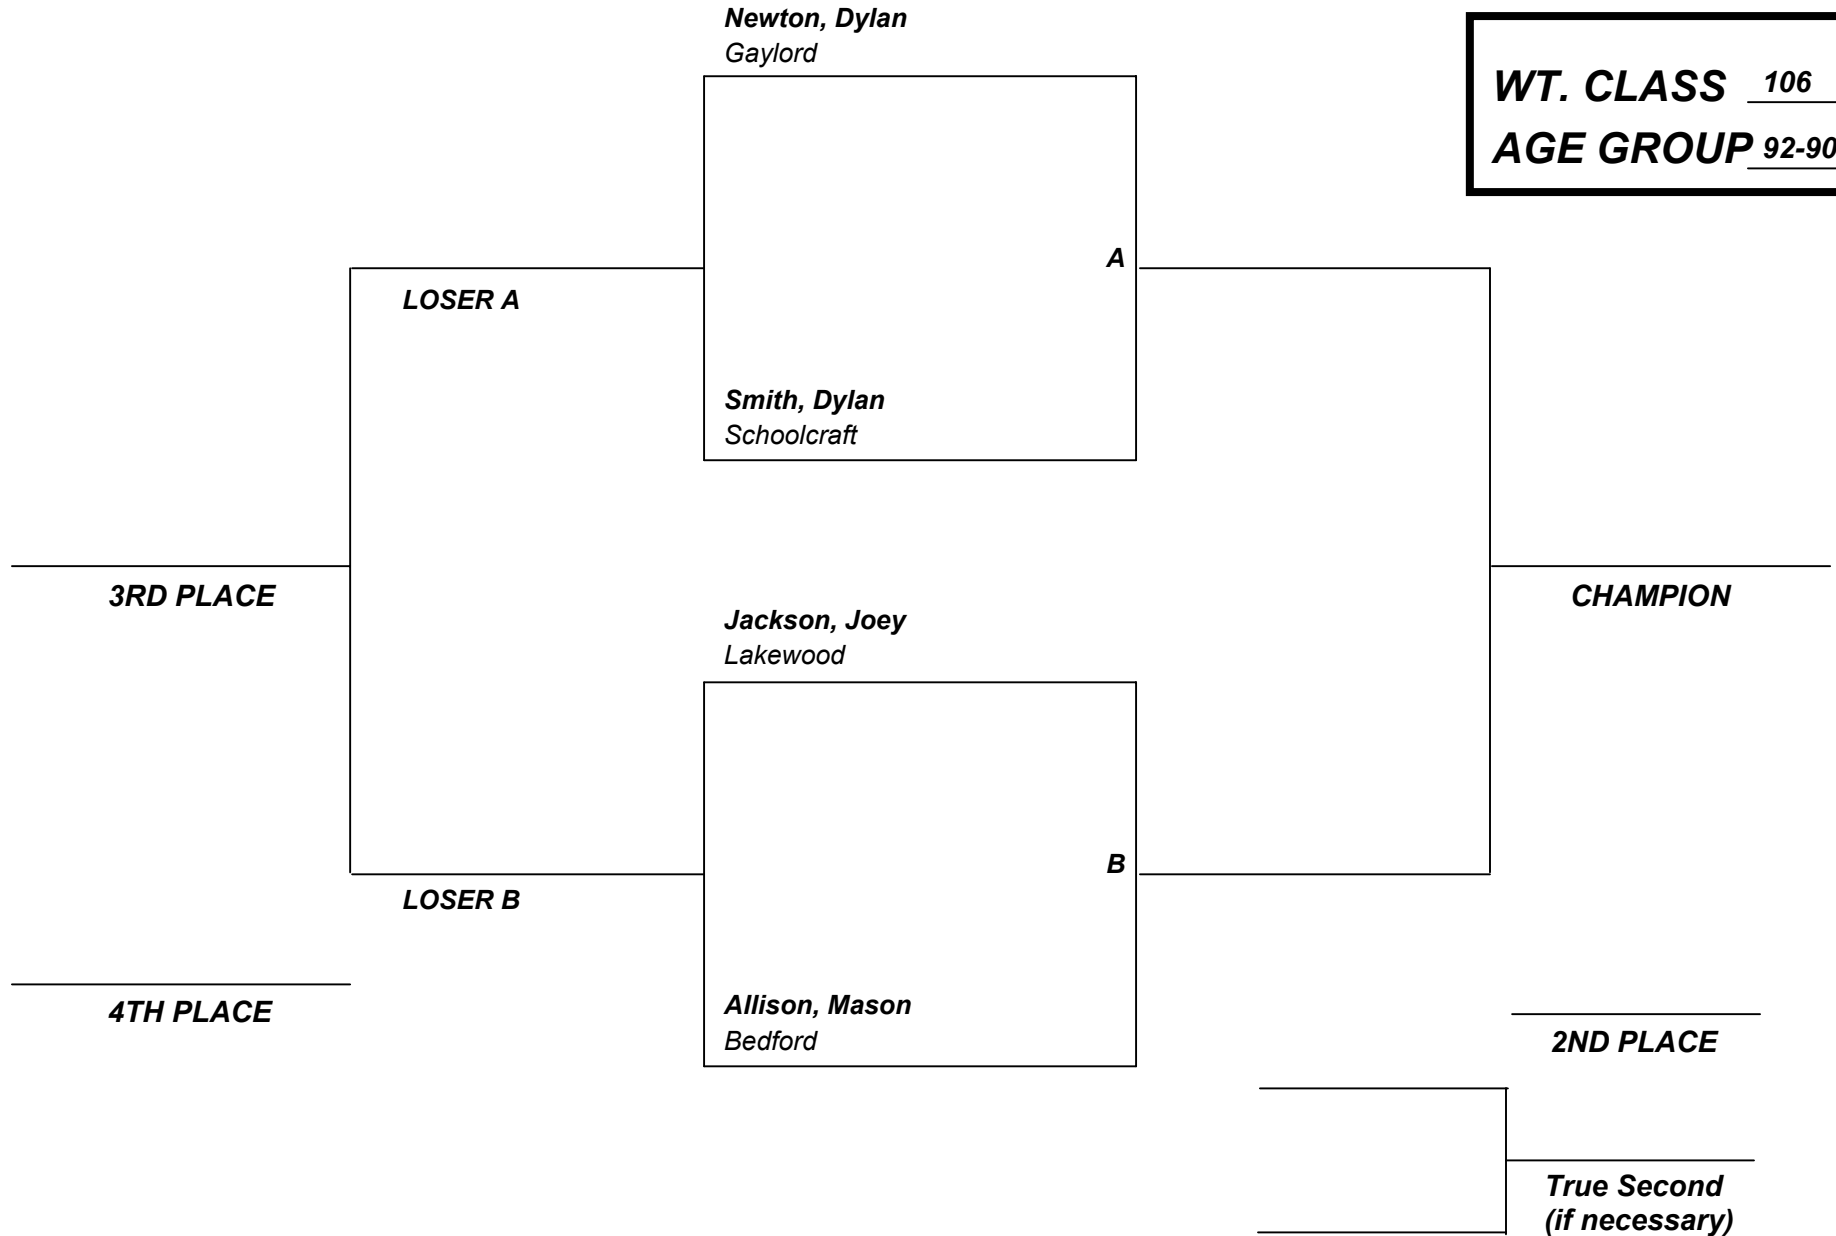 Newton, Dylan
Gaylord
WT. CLASS 106
AGE GROUP 92-90
A
LOSER A
Smith, Dylan
Schoolcraft
3RD PLACE
CHAMPION
Jackson, Joey
Lakewood
B
LOSER B
Allison, Mason
Bedford
4TH PLACE
2ND PLACE
True Second
(if necessary)